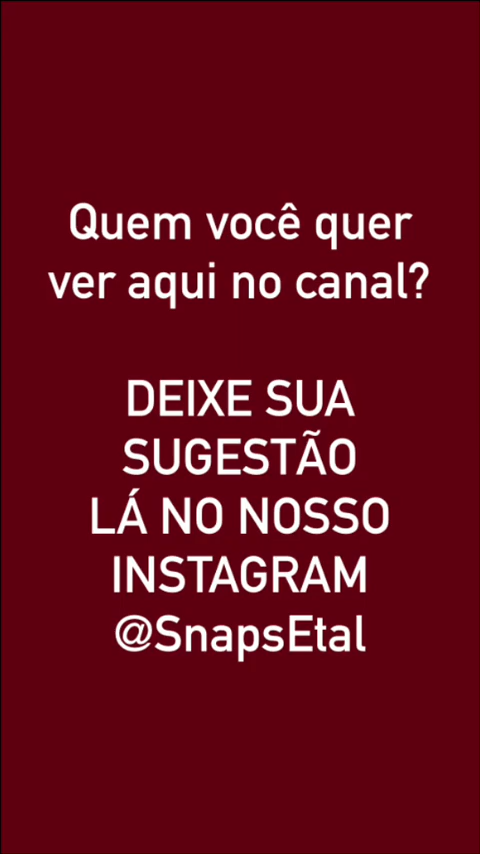 Quem você quer
ver aqui no canal?
DEIXE SUA
SUGESTÃO
LÁ NO NOSSO
INSTAGRAM
@SnapsEtal